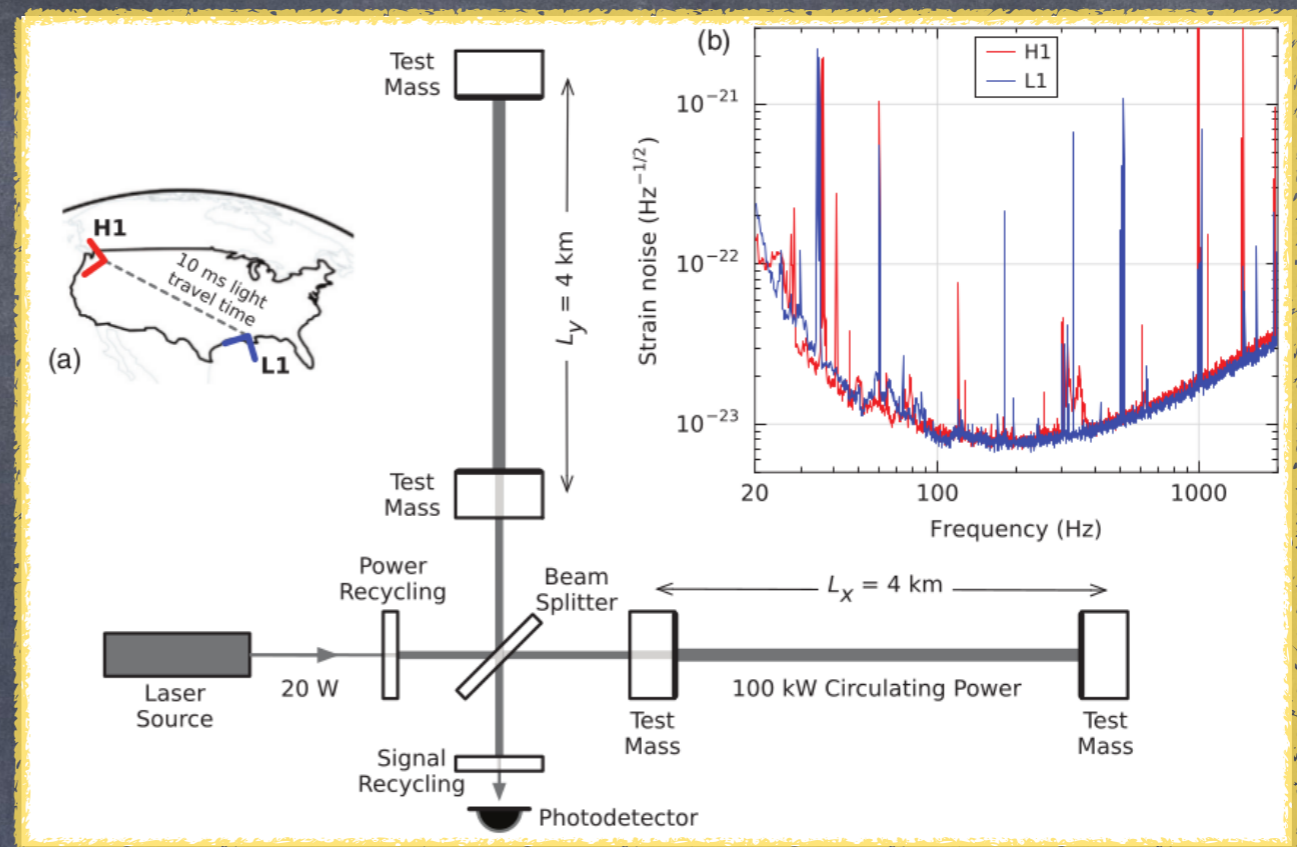 Test
Mass
L_y = 4 km
Test
Mass
(a)
H1
10 ms light
travel time
L1
(b)
H1
L1
Strain noise (Hz⁻¹/²)
10⁻²¹
10⁻²²
10⁻²³
20
100
1000
Frequency (Hz)
Power
Recycling
Beam
Splitter
L_x = 4 km
Laser
Source
20 W
100 kW Circulating Power
Test
Mass
Test
Mass
Signal
Recycling
Photodetector